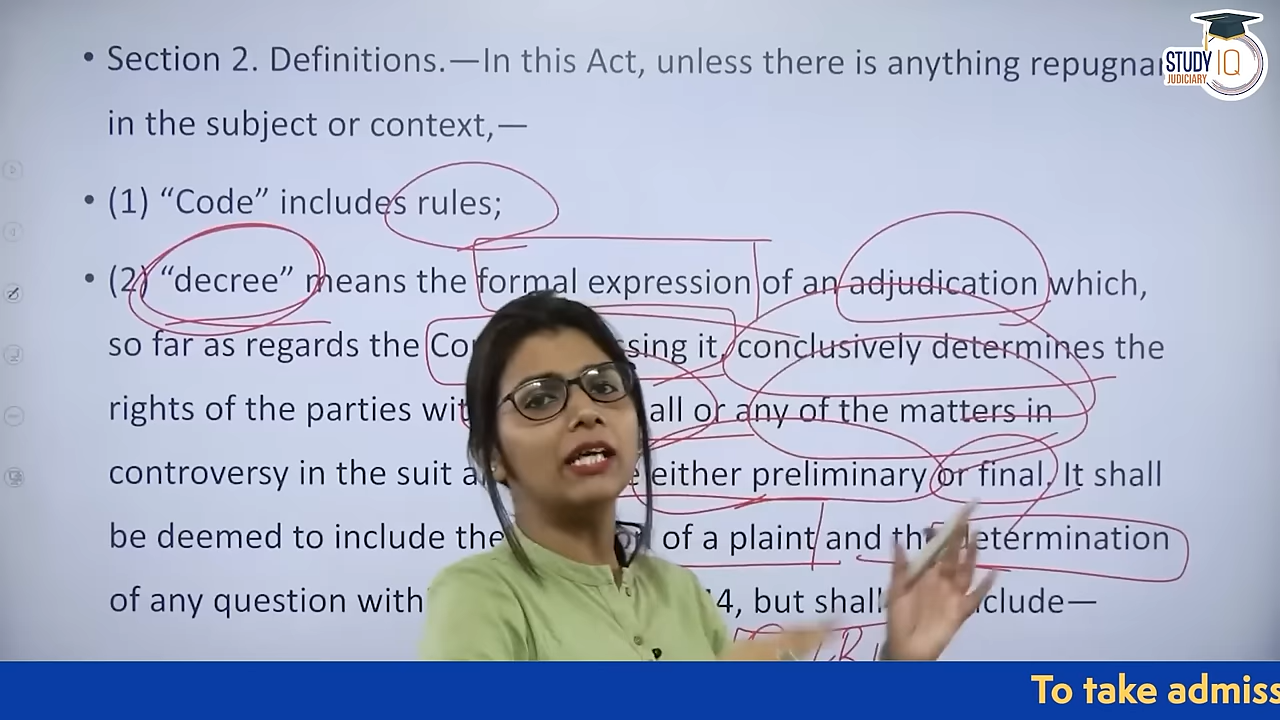 STUDY IQ
JUDICIARY
• Section 2. Definitions.—In this Act, unless there is anything repugna
in the subject or context,—
• (1) “Code” includes rules;
• (2) “decree” means the formal expression of an adjudication which,
so far as regards the Co sing it, conclusively determines the
rights of the parties wit all or any of the matters in
controversy in the suit a either preliminary or final. It shall
be deemed to include the of a plaint and the determination
of any question with 4, but shall clude—
To take admiss